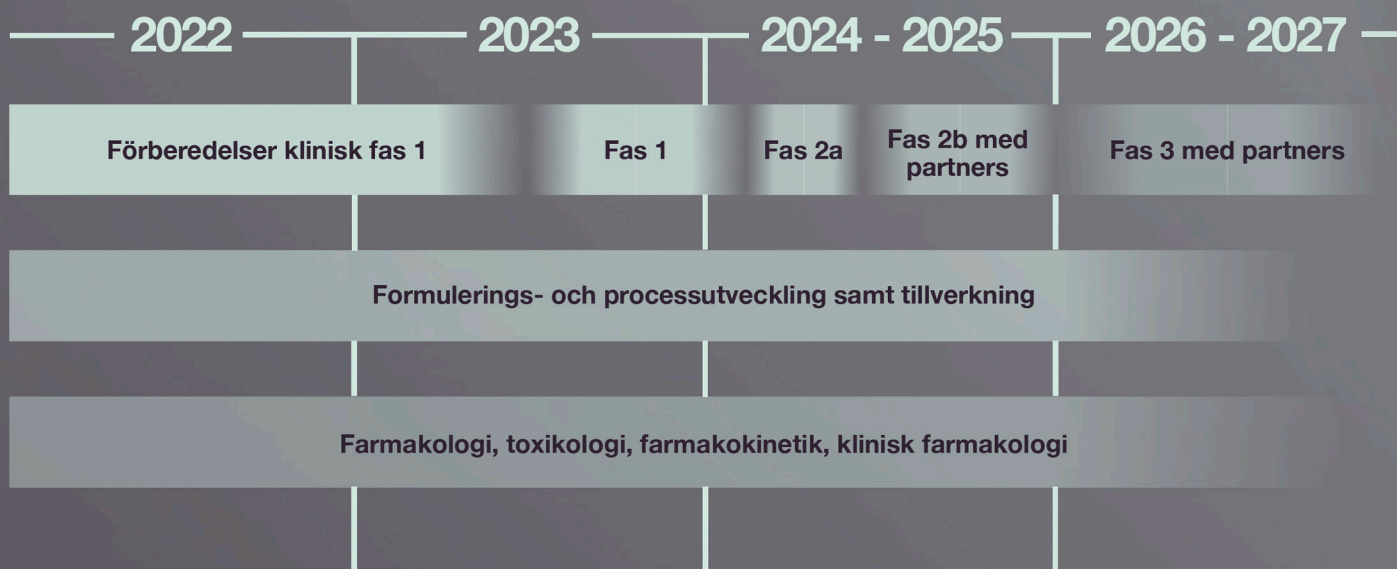 2022
2023
2024 - 2025
2026 - 2027
Förberedelser klinisk fas 1
Fas 1
Fas 2a
Fas 2b med
partners
Fas 3 med partners
Formulerings- och processutveckling samt tillverkning
Farmakologi, toxikologi, farmakokinetik, klinisk farmakologi